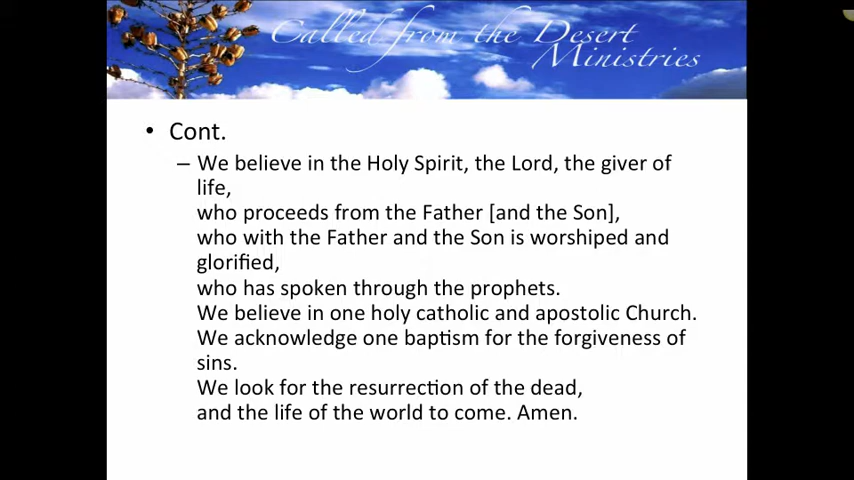 Called from the Desert
Ministries
• Cont.
– We believe in the Holy Spirit, the Lord, the giver of
life,
who proceeds from the Father [and the Son],
who with the Father and the Son is worshiped and
glorified,
who has spoken through the prophets.
We believe in one holy catholic and apostolic Church.
We acknowledge one baptism for the forgiveness of
sins.
We look for the resurrection of the dead,
and the life of the world to come. Amen.